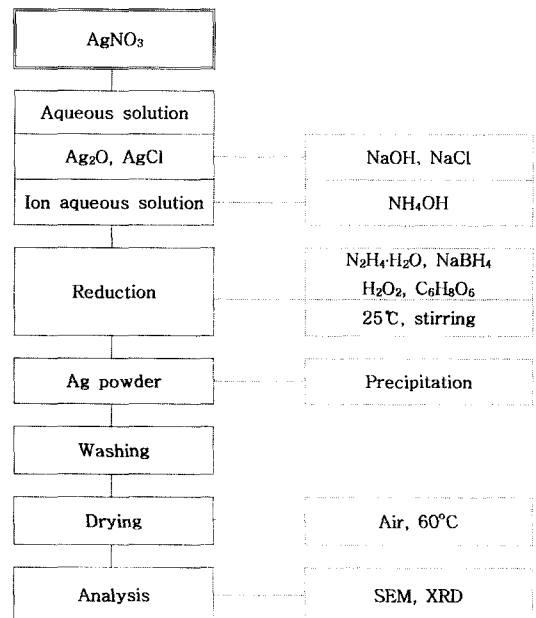 AgNO₃
Aqueous solution
Ag₂O, AgCl
NaOH, NaCl
Ion aqueous solution
NH₄OH
Reduction
N₂H₄·H₂O, NaBH₄
H₂O₂, C₆H₈O₆
25℃, stirring
Ag powder
Precipitation
Washing
Drying
Air, 60°C
Analysis
SEM, XRD